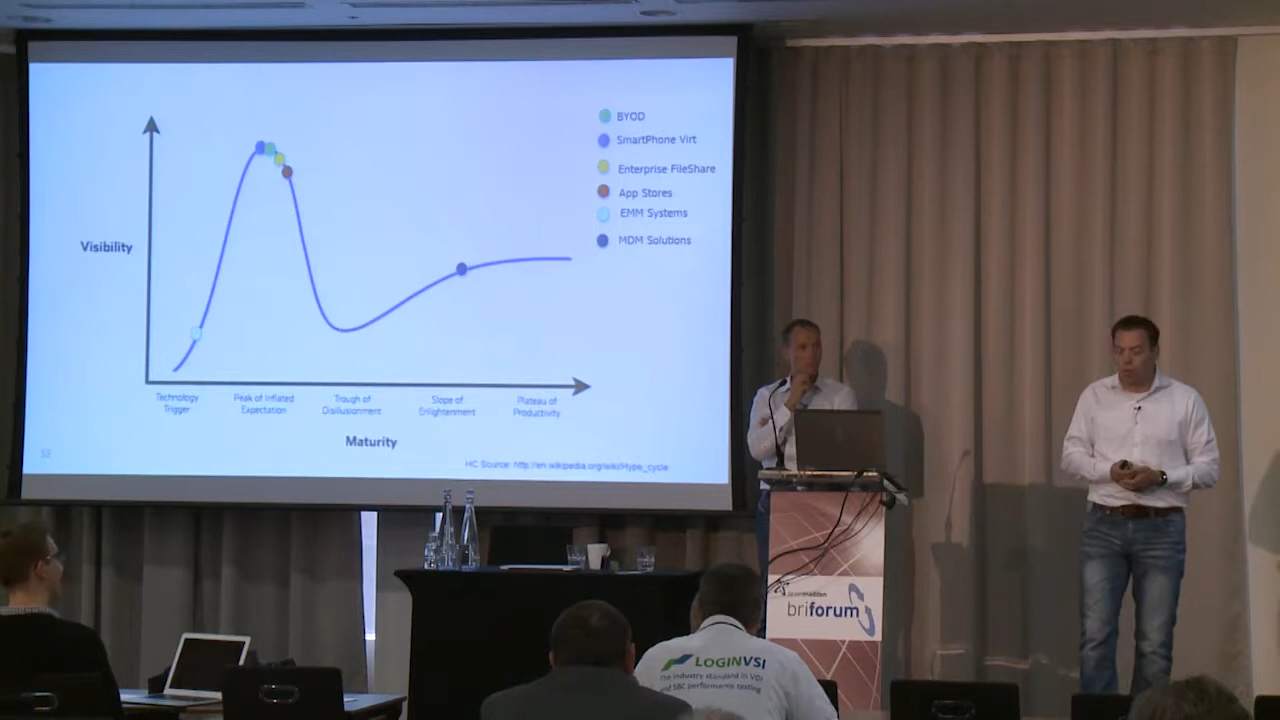 BYOD
SmartPhone Virt
Enterprise FileShare
App Stores
EMM Systems
MDM Solutions
Visibility
Technology
Trigger
Peak of Inflated
Expectation
Trough of
Disillusionment
Slope of
Enlightenment
Plateau of
Productivity
Maturity
HC Source: http://en.wikipedia.org/wiki/Hype_cycle
briforum
LOGINVSI
The industry standard in VDI
and SBC performance testing